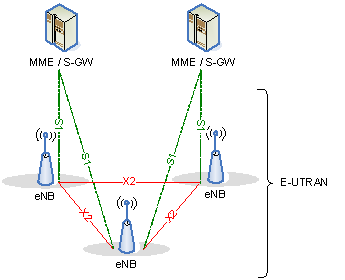 MME / S-GW
MME / S-GW
S1
S1
S1
S1
eNB
X2
eNB
E-UTRAN
X2
X2
eNB